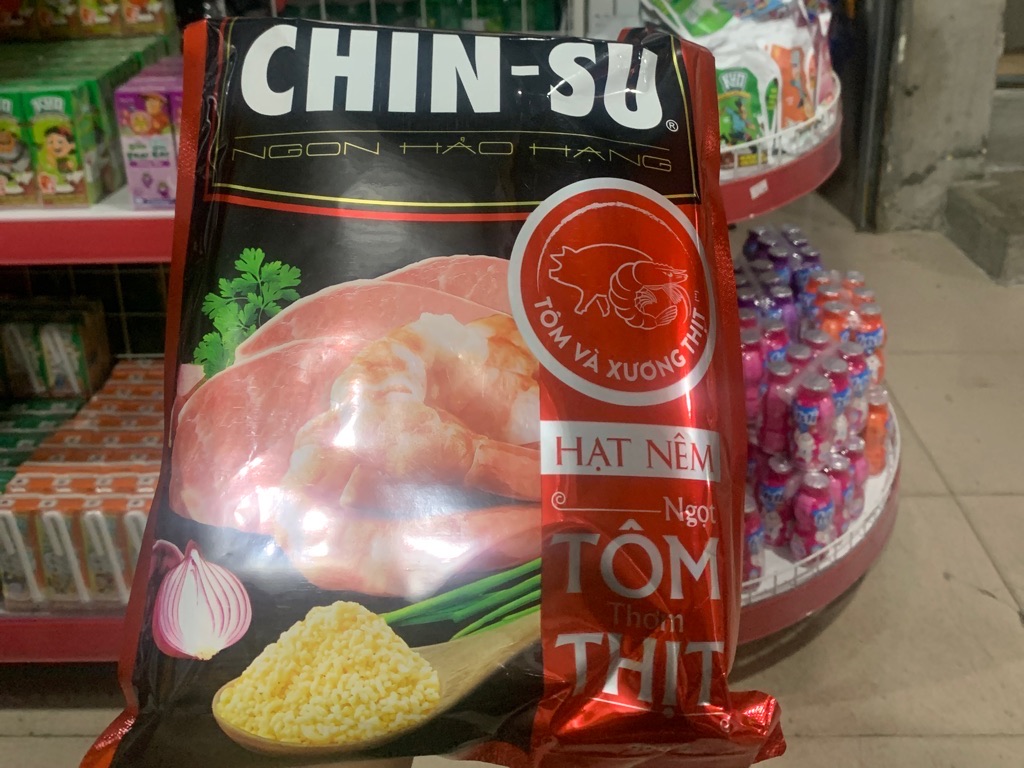 CHIN-SU®
NGON HẢO HẠNG
TÔM VÀ XƯƠNG THỊT
HẠT NÊM
Ngọt
TÔM
Thơm
THỊT